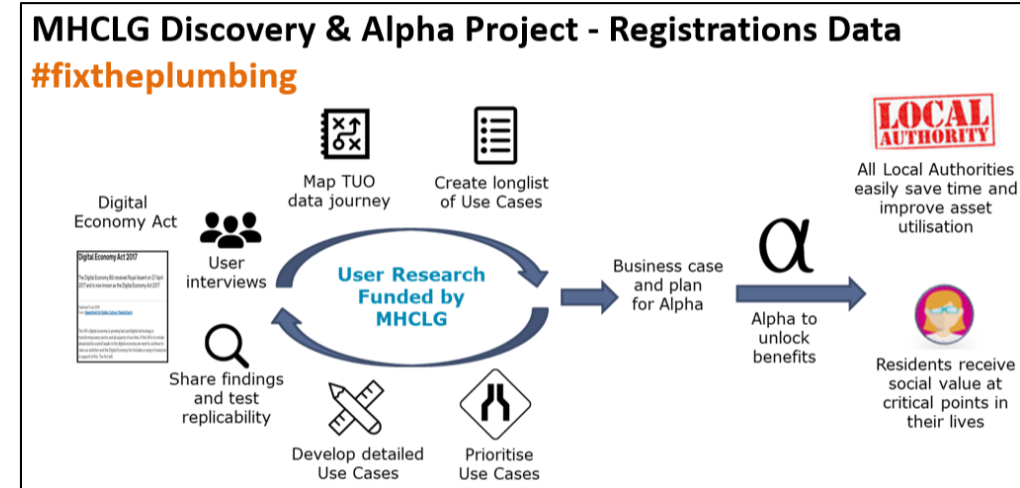 MHCLG Discovery & Alpha Project - Registrations Data
#fixtheplumbing
Digital
Economy Act
Digital Economy Act 2017
User
interviews
Map TUO
data journey
Create longlist
of Use Cases
User Research
Funded by
MHCLG
Share findings
and test
replicability
Develop detailed
Use Cases
Prioritise
Use Cases
Business case
and plan
for Alpha
α
Alpha to
unlock
benefits
LOCAL
AUTHORITY
All Local Authorities
easily save time and
improve asset
utilisation
Residents receive
social value at
critical points in
their lives